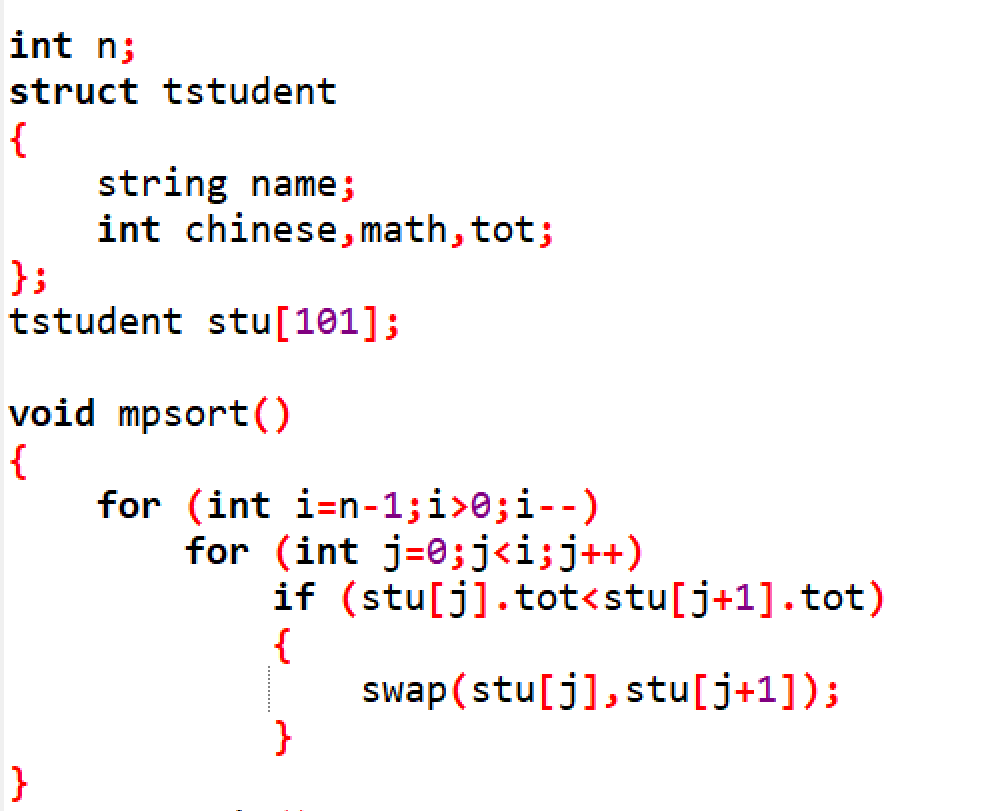 int n;
struct tstudent
{
    string name;
    int chinese,math,tot;
};
tstudent stu[101];
void mpsort()
{
    for (int i=n-1;i>0;i--)
        for (int j=0;j<i;j++)
            if (stu[j].tot<stu[j+1].tot)
            {
                swap(stu[j],stu[j+1]);
            }
}